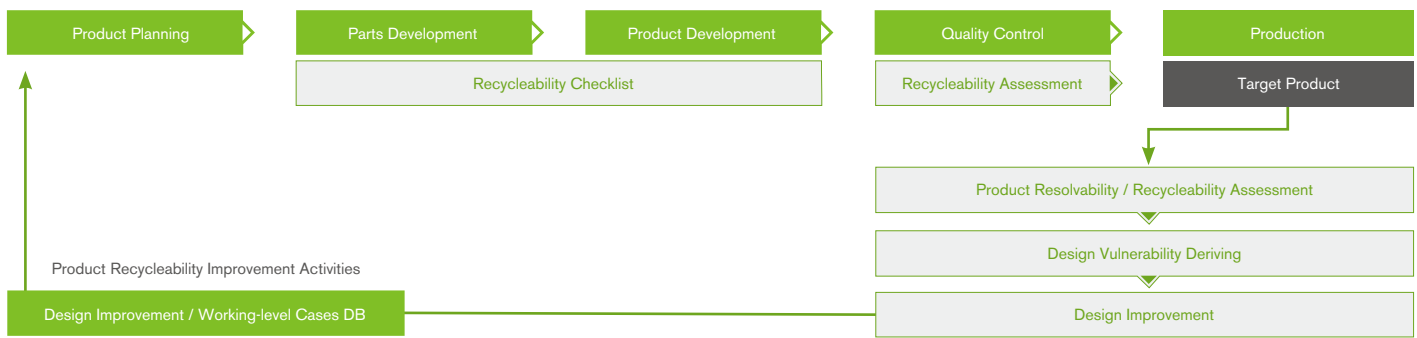 Product Planning
Parts Development
Product Development
Quality Control
Production
Recycleability Checklist
Recycleability Assessment
Target Product
Product Resolvability / Recycleability Assessment
Design Vulnerability Deriving
Product Recycleability Improvement Activities
Design Improvement / Working-level Cases DB
Design Improvement